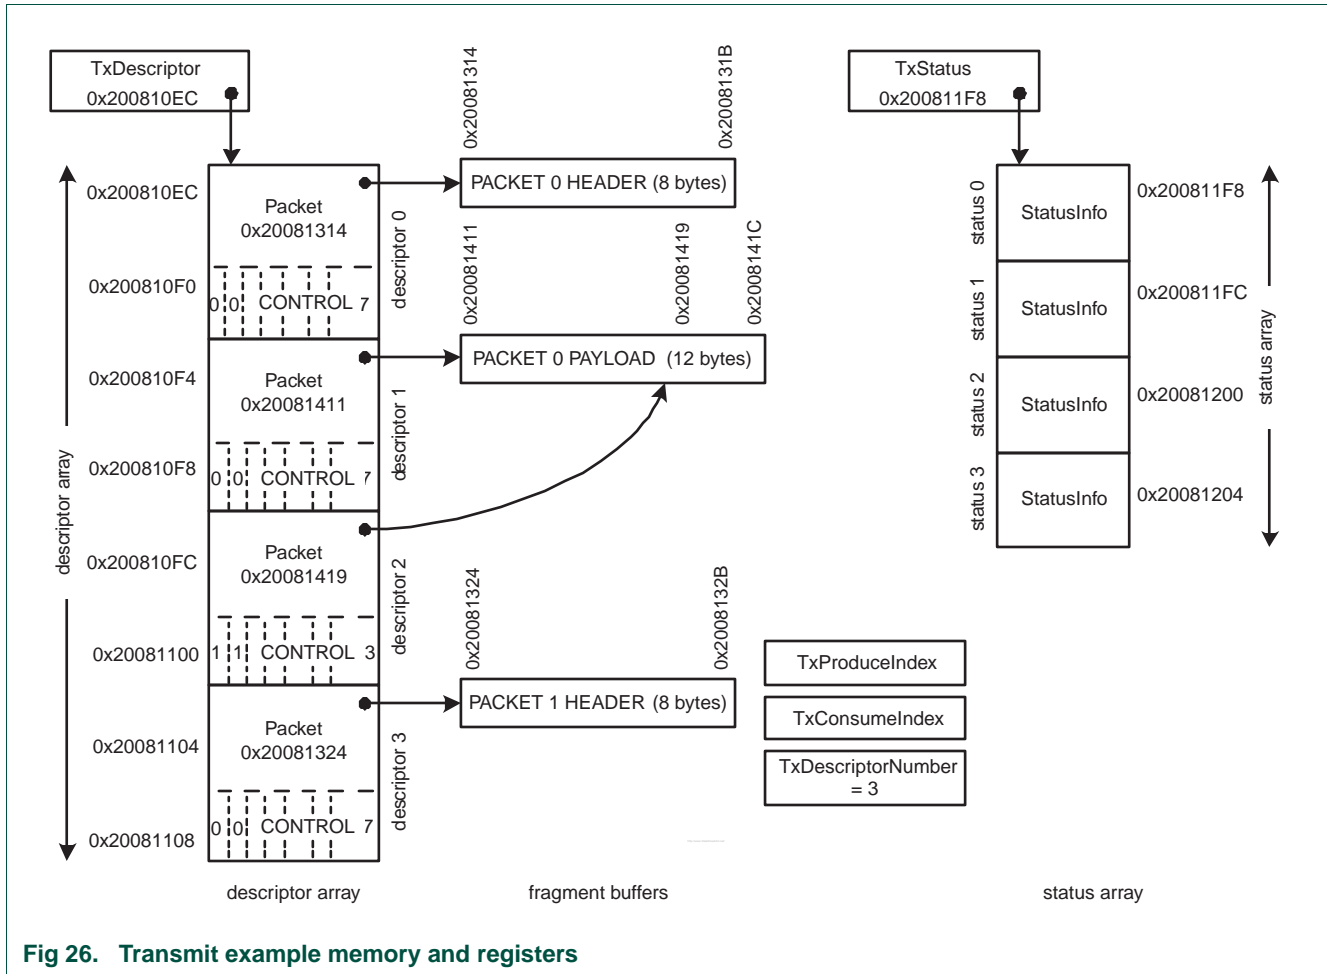 TxDescriptor
0x200810EC
0x20081314
0x2008131B
TxStatus
0x200811F8
0x200810EC
Packet
0x20081314
descriptor 0
PACKET 0 HEADER (8 bytes)
0x200810F0
0 0 CONTROL 7
0x20081411
0x20081419
0x2008141C
0x200810F4
Packet
0x20081411
descriptor 1
PACKET 0 PAYLOAD (12 bytes)
0x200810F8
0 0 CONTROL 7
descriptor array
0x200810FC
Packet
0x20081419
descriptor 2
0x20081100
1 1 CONTROL 3
0x20081324
0x2008132B
0x20081104
Packet
0x20081324
descriptor 3
PACKET 1 HEADER (8 bytes)
0x20081108
0 0 CONTROL 7
status 0
StatusInfo
0x200811F8
status 1
StatusInfo
0x200811FC
status 2
StatusInfo
0x20081200
status 3
StatusInfo
0x20081204
status array
TxProduceIndex
TxConsumeIndex
TxDescriptorNumber
= 3
descriptor array
fragment buffers
status array
Fig 26. Transmit example memory and registers